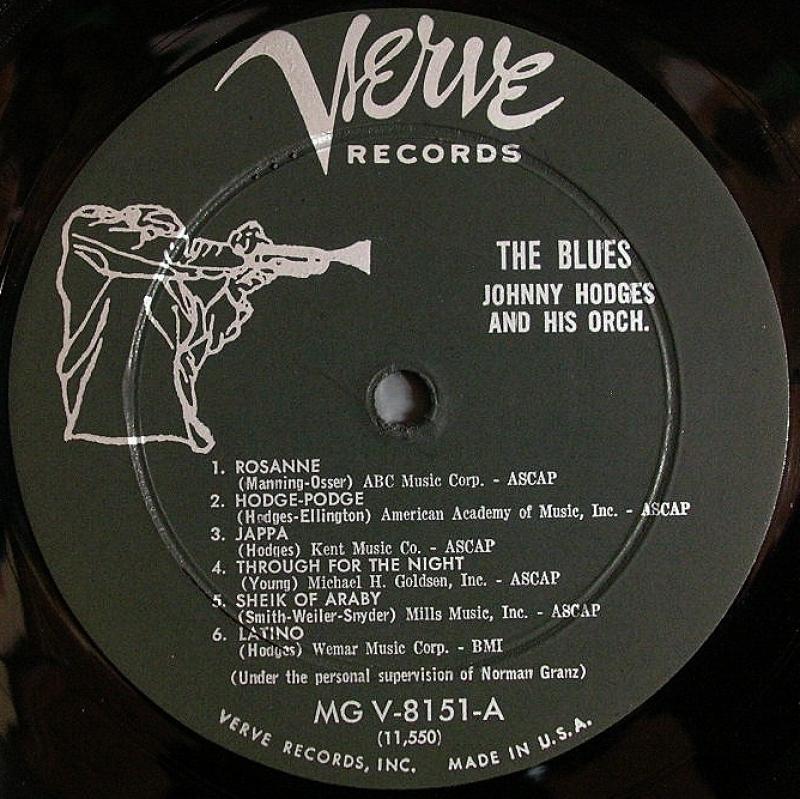 Verve
RECORDS
THE BLUES
JOHNNY HODGES
AND HIS ORCH.
1. ROSANNE
(Manning-Osser) ABC Music Corp. - ASCAP
2. HODGE-PODGE
(Hodges-Ellington) American Academy of Music, Inc. - ASCAP
3. JAPPA
(Hodges) Kent Music Co. - ASCAP
4. THROUGH FOR THE NIGHT
(Young) Michael H. Goldsen, Inc. - ASCAP
5. SHEIK OF ARABY
(Smith-Weiler-Snyder) Mills Music, Inc. - ASCAP
6. LATINO
(Hodges) Wemar Music Corp. - BMI
(Under the personal supervision of Norman Granz)
MG V-8151-A
(11,550)
VERVE RECORDS, INC. MADE IN U.S.A.